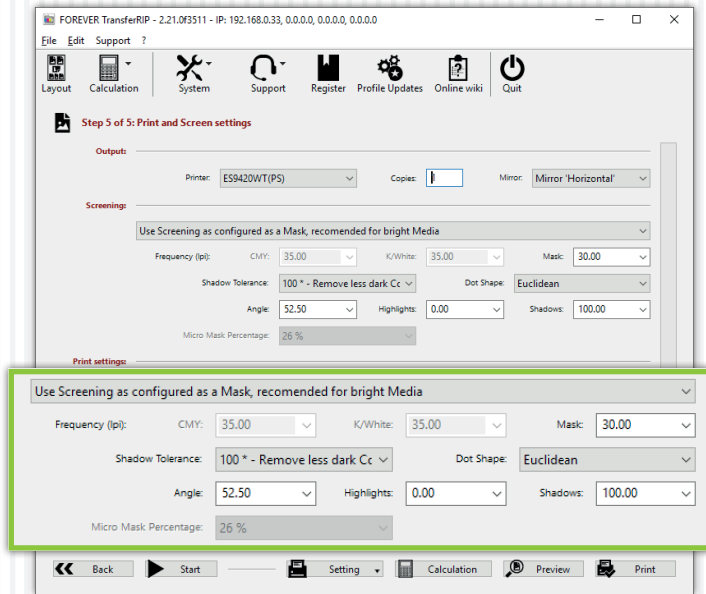 FOREVER TransferRIP - 2.21.0f3511 - IP: 192.168.0.33, 0.0.0.0, 0.0.0.0, 0.0.0.0
File Edit Support ?
Layout Calculation System Support Register Profile Updates Online wiki Quit
Step 5 of 5: Print and Screen settings
Output:
Printer: ES9420WT(PS) Copies: 1 Mirror: Mirror 'Horizontal'
Screening:
Use Screening as configured as a Mask, recomended for bright Media
Frequency (lpi): CMY: 35.00 K/White: 35.00 Mask: 30.00
Shadow Tolerance: 100 * - Remove less dark Cc Dot Shape: Euclidean
Angle: 52.50 Highlights: 0.00 Shadows: 100.00
Micro Mask Percentage: 26 %
Print settings:
Use Screening as configured as a Mask, recomended for bright Media
Frequency (lpi): CMY: 35.00 K/White: 35.00 Mask: 30.00
Shadow Tolerance: 100 * - Remove less dark Cc Dot Shape: Euclidean
Angle: 52.50 Highlights: 0.00 Shadows: 100.00
Micro Mask Percentage: 26 %
Back Start Setting Calculation Preview Print